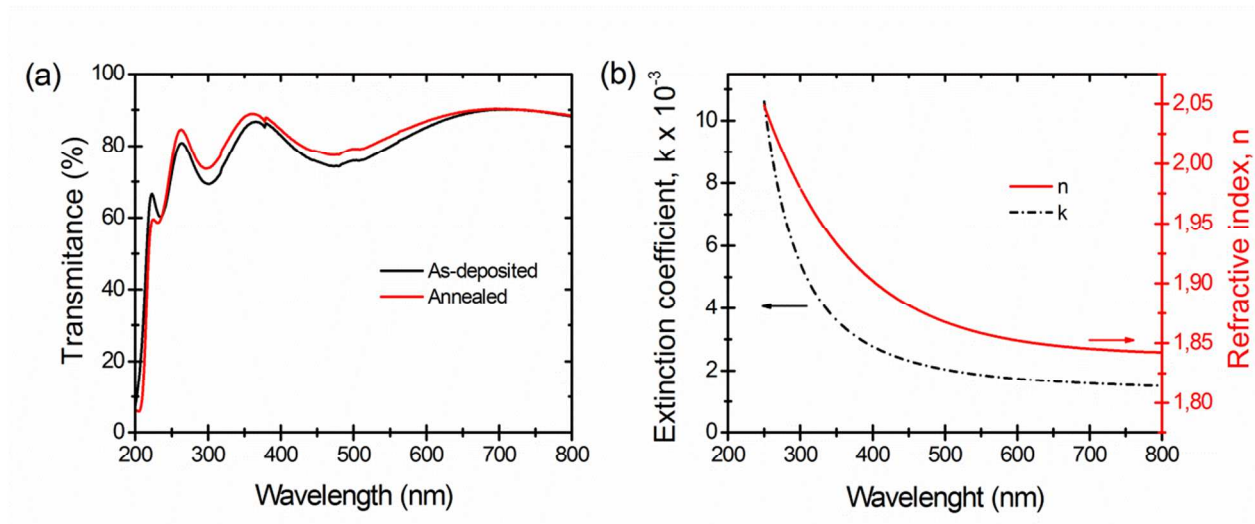 (a)
Transmitance (%)
100
80
60
40
20
0
As-deposited
Annealed
200 300 400 500 600 700 800
Wavelength (nm)
(b)
Extinction coefficient, k x 10⁻³
10
8
6
4
2
0
n
k
200 300 400 500 600 700 800
Wavelenght (nm)
2,05
2,00
1,95
1,90
1,85
1,80
Refractive index, n